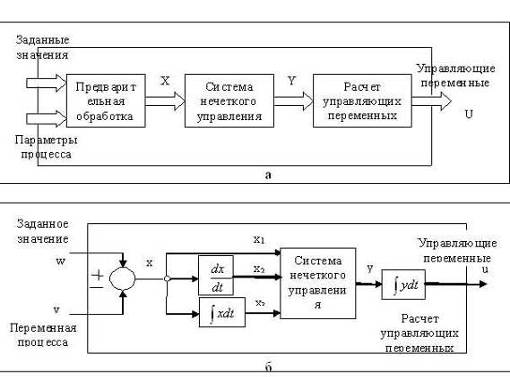 Заданные
значения
Предварит
ельная
обработка
X
Система
нечеткого
управления
Y
Расчет
управляющих
переменных
Управляющие
переменные
U
Параметры
процесса
а
Заданное
значение
w
+
−
v
Переменная
процесса
x
x₁
dx
dt
x₂
∫xdt
x₃
Система
нечеткого
управлени
я
y
∫ydt
Управляющие
переменные
u
Расчет
управляющих
переменных
б